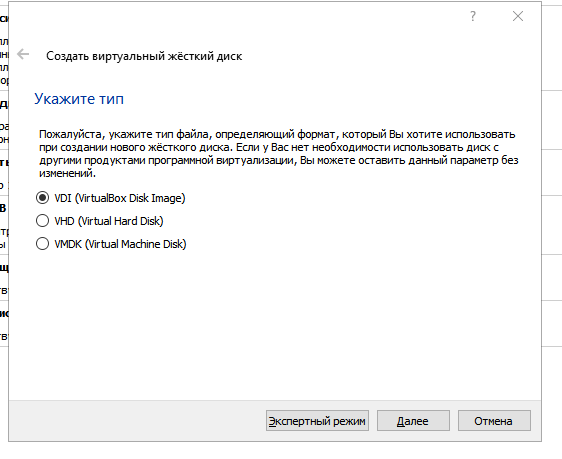 ?
Создать виртуальный жёсткий диск
Укажите тип
Пожалуйста, укажите тип файла, определяющий формат, который Вы хотите использовать
при создании нового жёсткого диска. Если у Вас нет необходимости использовать диск с
другими продуктами программной виртуализации, Вы можете оставить данный параметр без
изменений.
VDI (VirtualBox Disk Image)
VHD (Virtual Hard Disk)
VMDK (Virtual Machine Disk)
Экспертный режим
Далее
Отмена